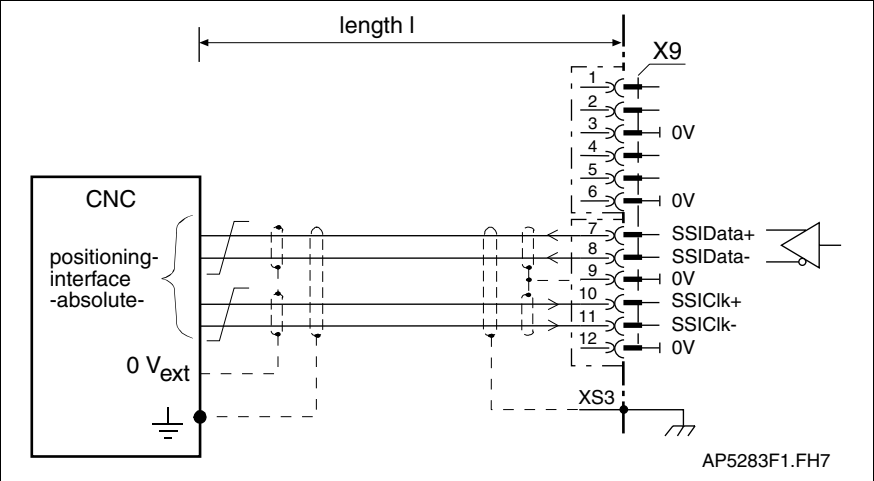 length l
X9
1
2
3 0V
4
5
6 0V
CNC
positioning-
interface
-absolute-
7 SSIData+
8 SSIData-
9 0V
10 SSIClk+
11 SSIClk-
12 0V
0 Vext
XS3
AP5283F1.FH7